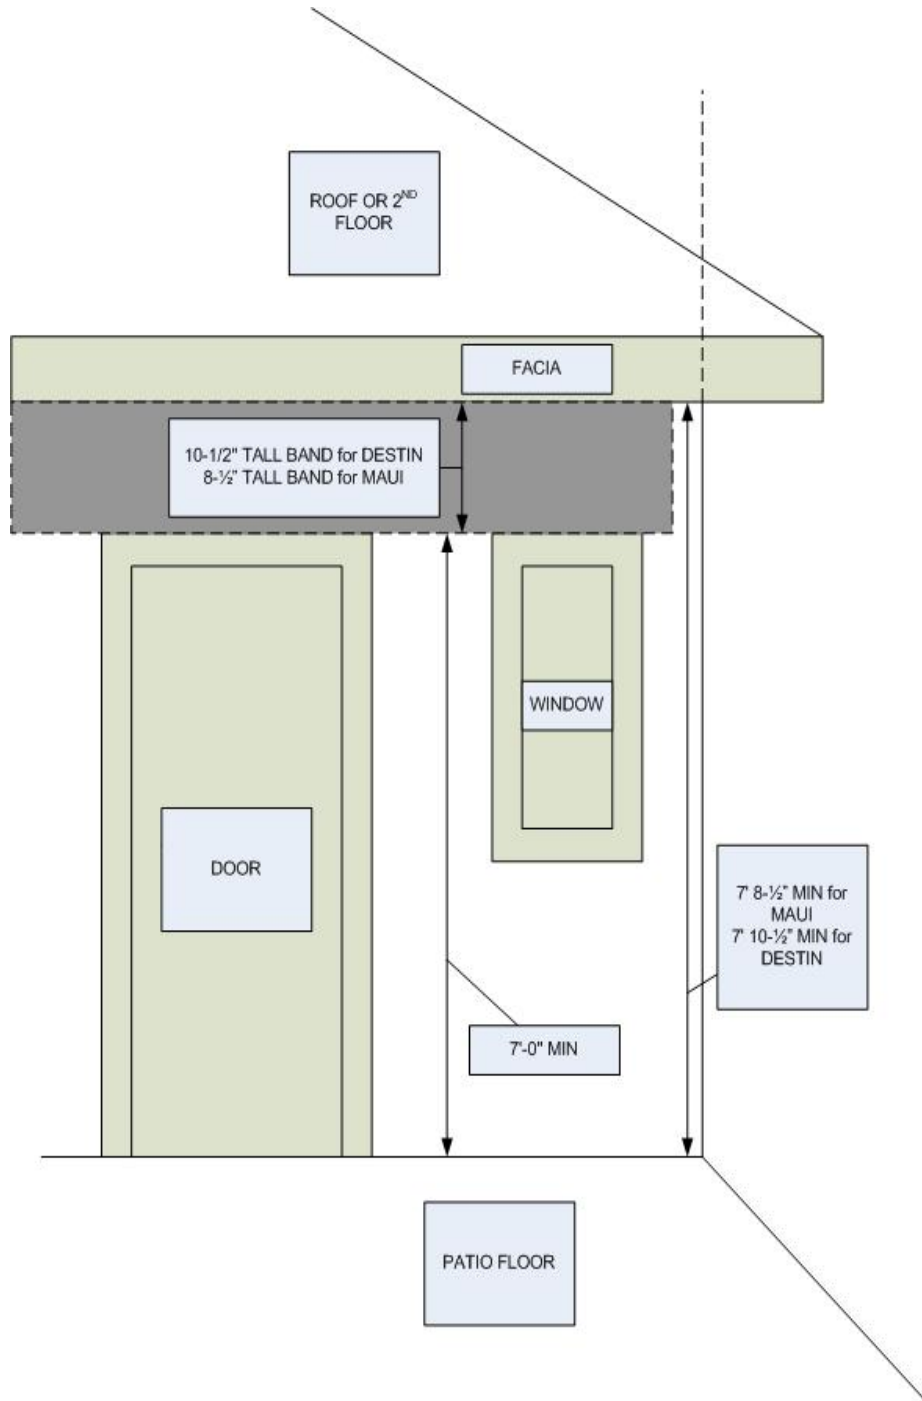 ROOF OR 2ND
FLOOR
FACIA
10-1/2" TALL BAND for DESTIN
8-½" TALL BAND for MAUI
WINDOW
DOOR
7' 8-½" MIN for
MAUI
7' 10-½" MIN for
DESTIN
7'-0" MIN
PATIO FLOOR